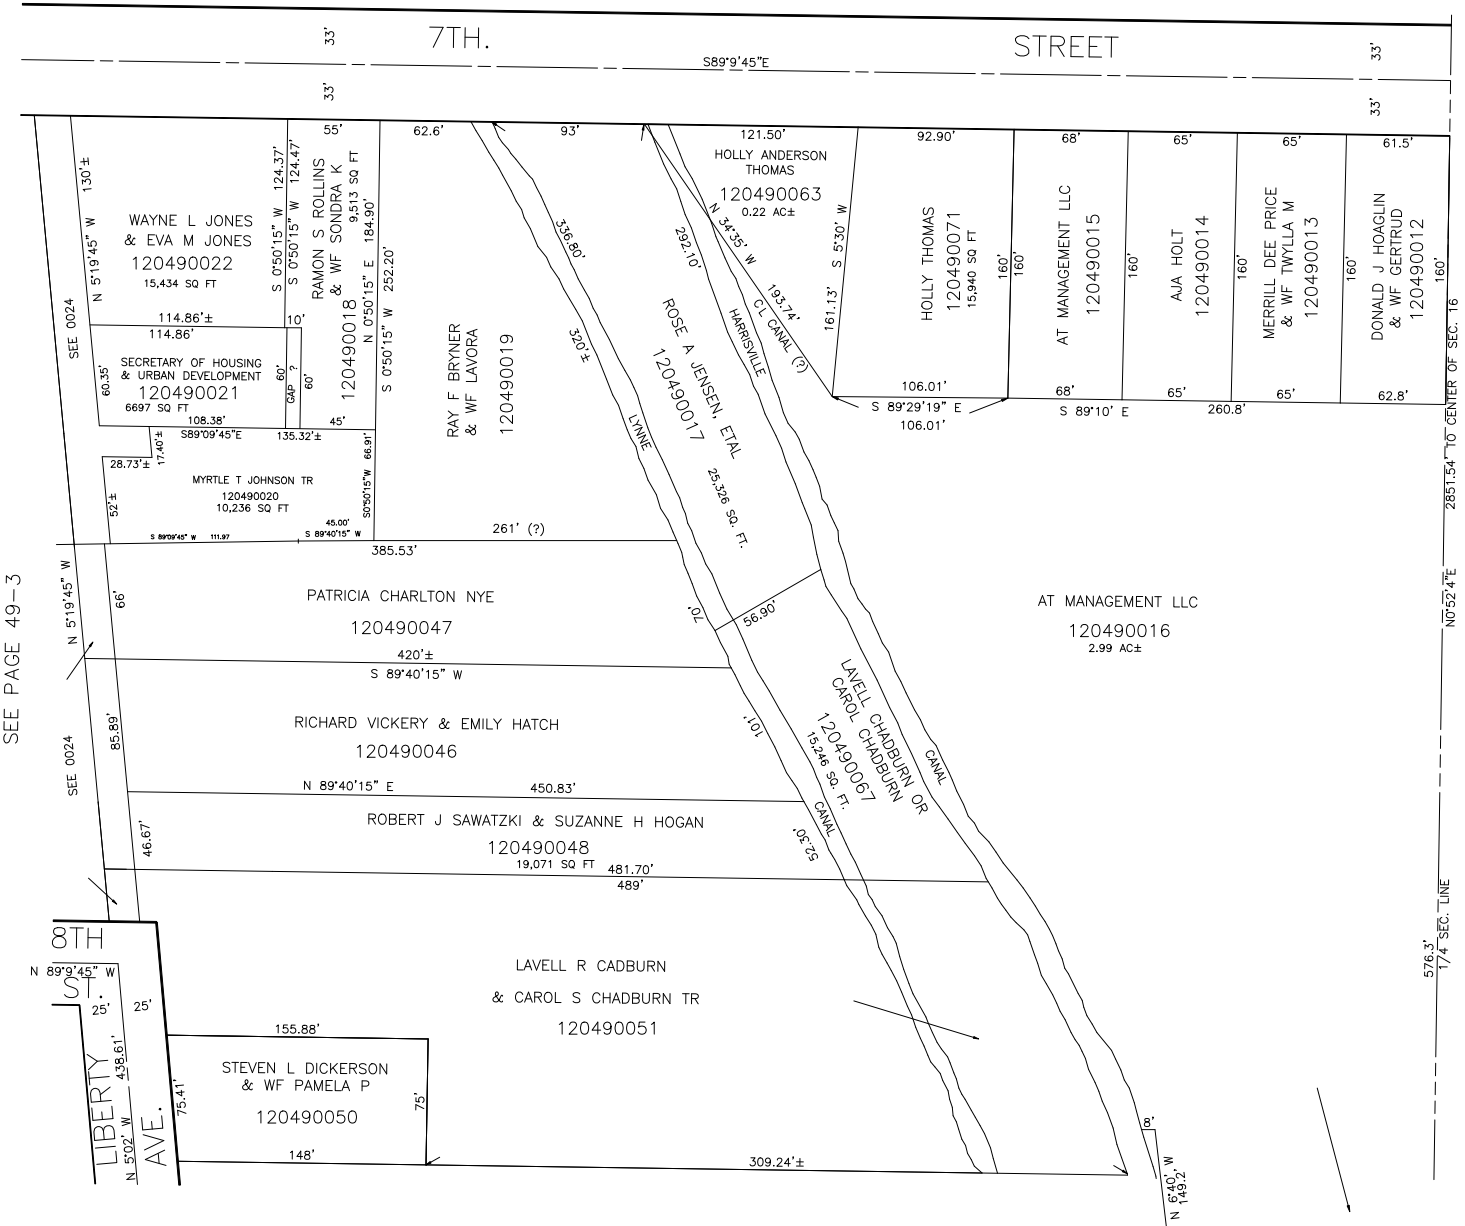 7TH. STREET
33'
33'
33'
33'
S89°9'45"E
55'
62.6'
93'
121.50'
92.90'
68'
65'
65'
61.5'
130'±
N 5°19'45" W
WAYNE L JONES
& EVA M JONES
120490022
15,434 SQ FT
S 0°50'15" W 124.37'
S 0°50'15" W 124.47'
114.86'±
114.86'
10'
RAMON S ROLLINS
& WF SONDRA K
9,513 SQ FT
120490018
N 0°50'15" E 184.90'
S 0°50'15" W 252.20'
SEE 0024
60.35'
SECRETARY OF HOUSING
& URBAN DEVELOPMENT
120490021
6697 SQ FT
60'
GAP ?
60'
108.38'
S89°09'45"E
135.32'±
45'
28.73'±
17.40'±
52'±
MYRTLE T JOHNSON TR
120490020
10,236 SQ FT
S0°50'15"W 66.91'
45.00'
S 89°09'45" W 111.97
S 89°40'15" W
RAY F BRYNER
& WF LAVORA
120490019
336.80'
320'±
LYNNE
261' (?)
ROSE A JENSEN, ETAL
120490017
25,326 SQ. FT.
292.10'
HARRISVILLE
CL CANAL (?)
N 34°35' W
193.74'
HOLLY ANDERSON
THOMAS
120490063
0.22 AC±
S 5°30' W
161.13'
HOLLY THOMAS
120490071
15,940 SQ FT
160'
106.01'
S 89°29'19" E
106.01'
160'
AT MANAGEMENT LLC
120490015
68'
160'
AJA HOLT
120490014
65'
160'
MERRILL DEE PRICE
& WF TWYLLA M
120490013
65'
160'
DONALD J HOAGLIN
& WF GERTRUD
120490012
160'
62.8'
S 89°10' E
260.8'
2851.54' TO CENTER OF SEC. 16
N0°52'4"E
385.53'
SEE PAGE 49-3
N 5°19'45" W
66'
PATRICIA CHARLTON NYE
120490047
420'±
S 89°40'15" W
70'
56.90'
AT MANAGEMENT LLC
120490016
2.99 AC±
SEE 0024
85.89'
RICHARD VICKERY & EMILY HATCH
120490046
N 89°40'15" E
450.83'
101'
LAVELL CHADBURN OR
CAROL CHADBURN
120490067
15,246 SQ. FT.
CANAL
CANAL
46.67'
ROBERT J SAWATZKI & SUZANNE H HOGAN
120490048
19,071 SQ FT
481.70'
489'
52.30'
576.3'
1/4 SEC. LINE
8TH
N 89°9'45" W
ST.
25'
25'
438.61'
LIBERTY
AVE.
N 5°02' W
LAVELL R CADBURN
& CAROL S CHADBURN TR
120490051
155.88'
75.41'
STEVEN L DICKERSON
& WF PAMELA P
120490050
75'
148'
309.24'±
8'
N 6°40' W
149.2'